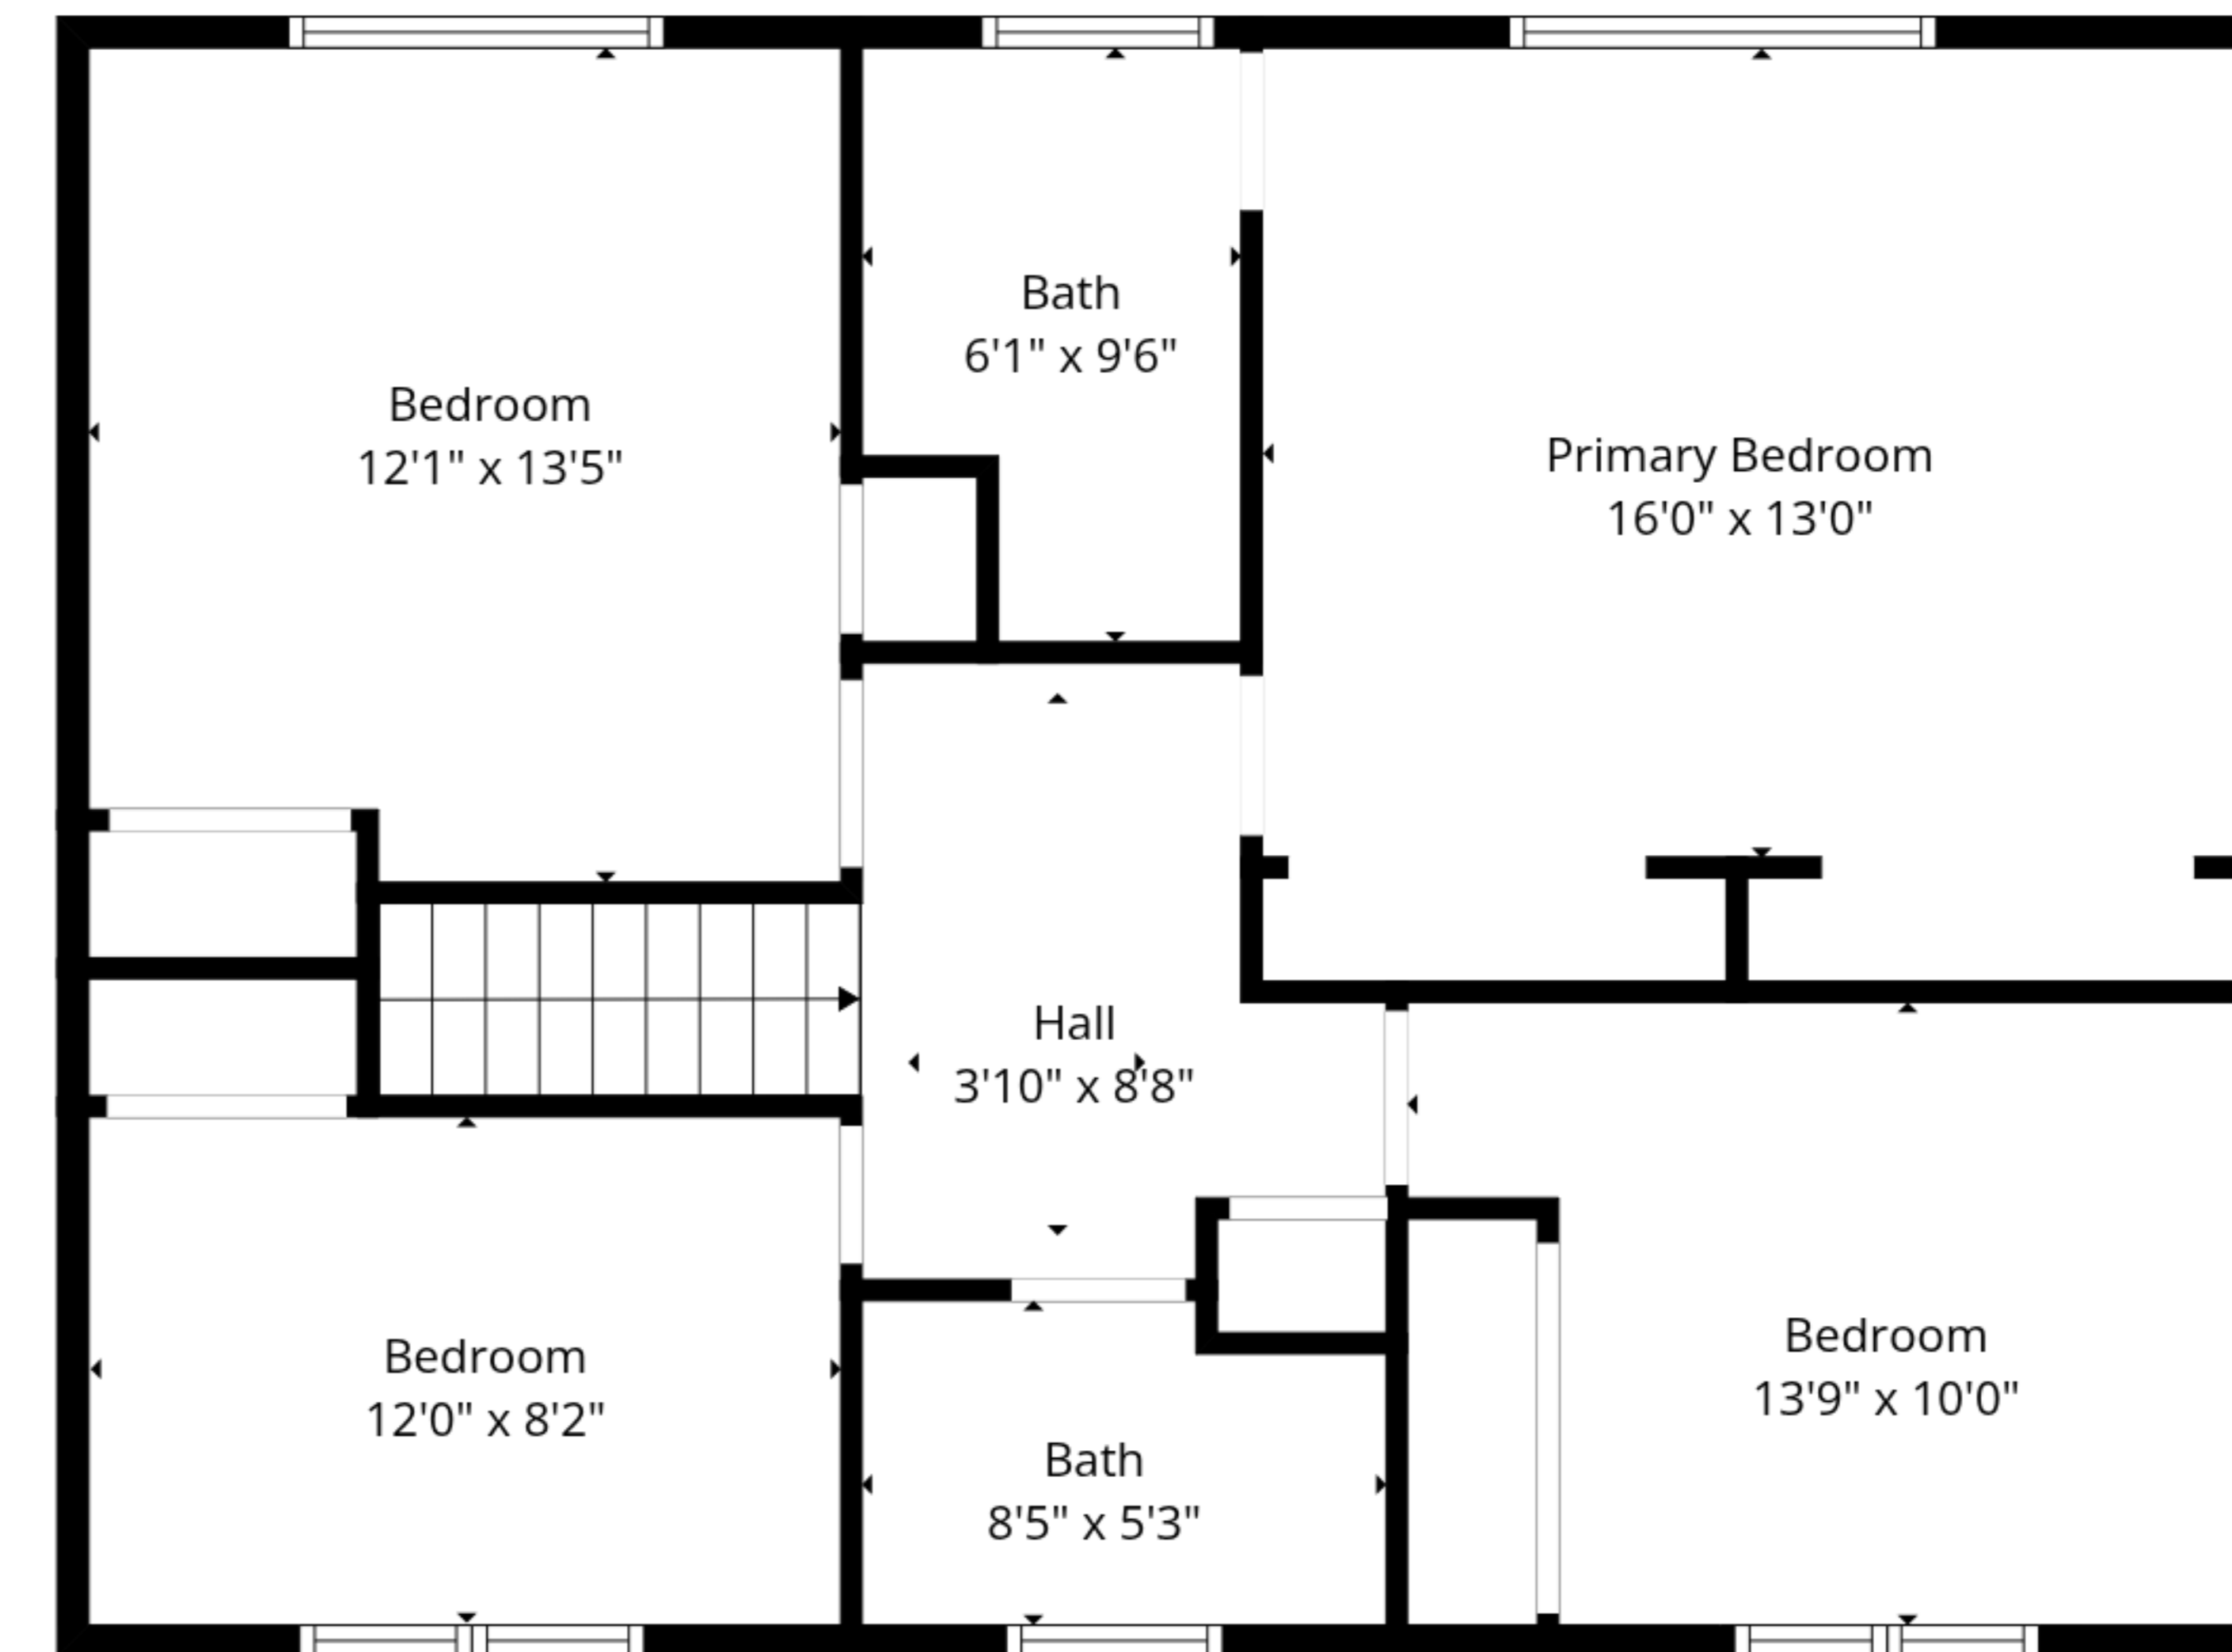 Bath
6'1" x 9'6"
Bedroom
12'1" x 13'5"
Primary Bedroom
16'0" x 13'0"
Hall
3'10" x 8'8"
Bedroom
12'0" x 8'2"
Bedroom
13'9" x 10'0"
Bath
8'5" x 5'3"